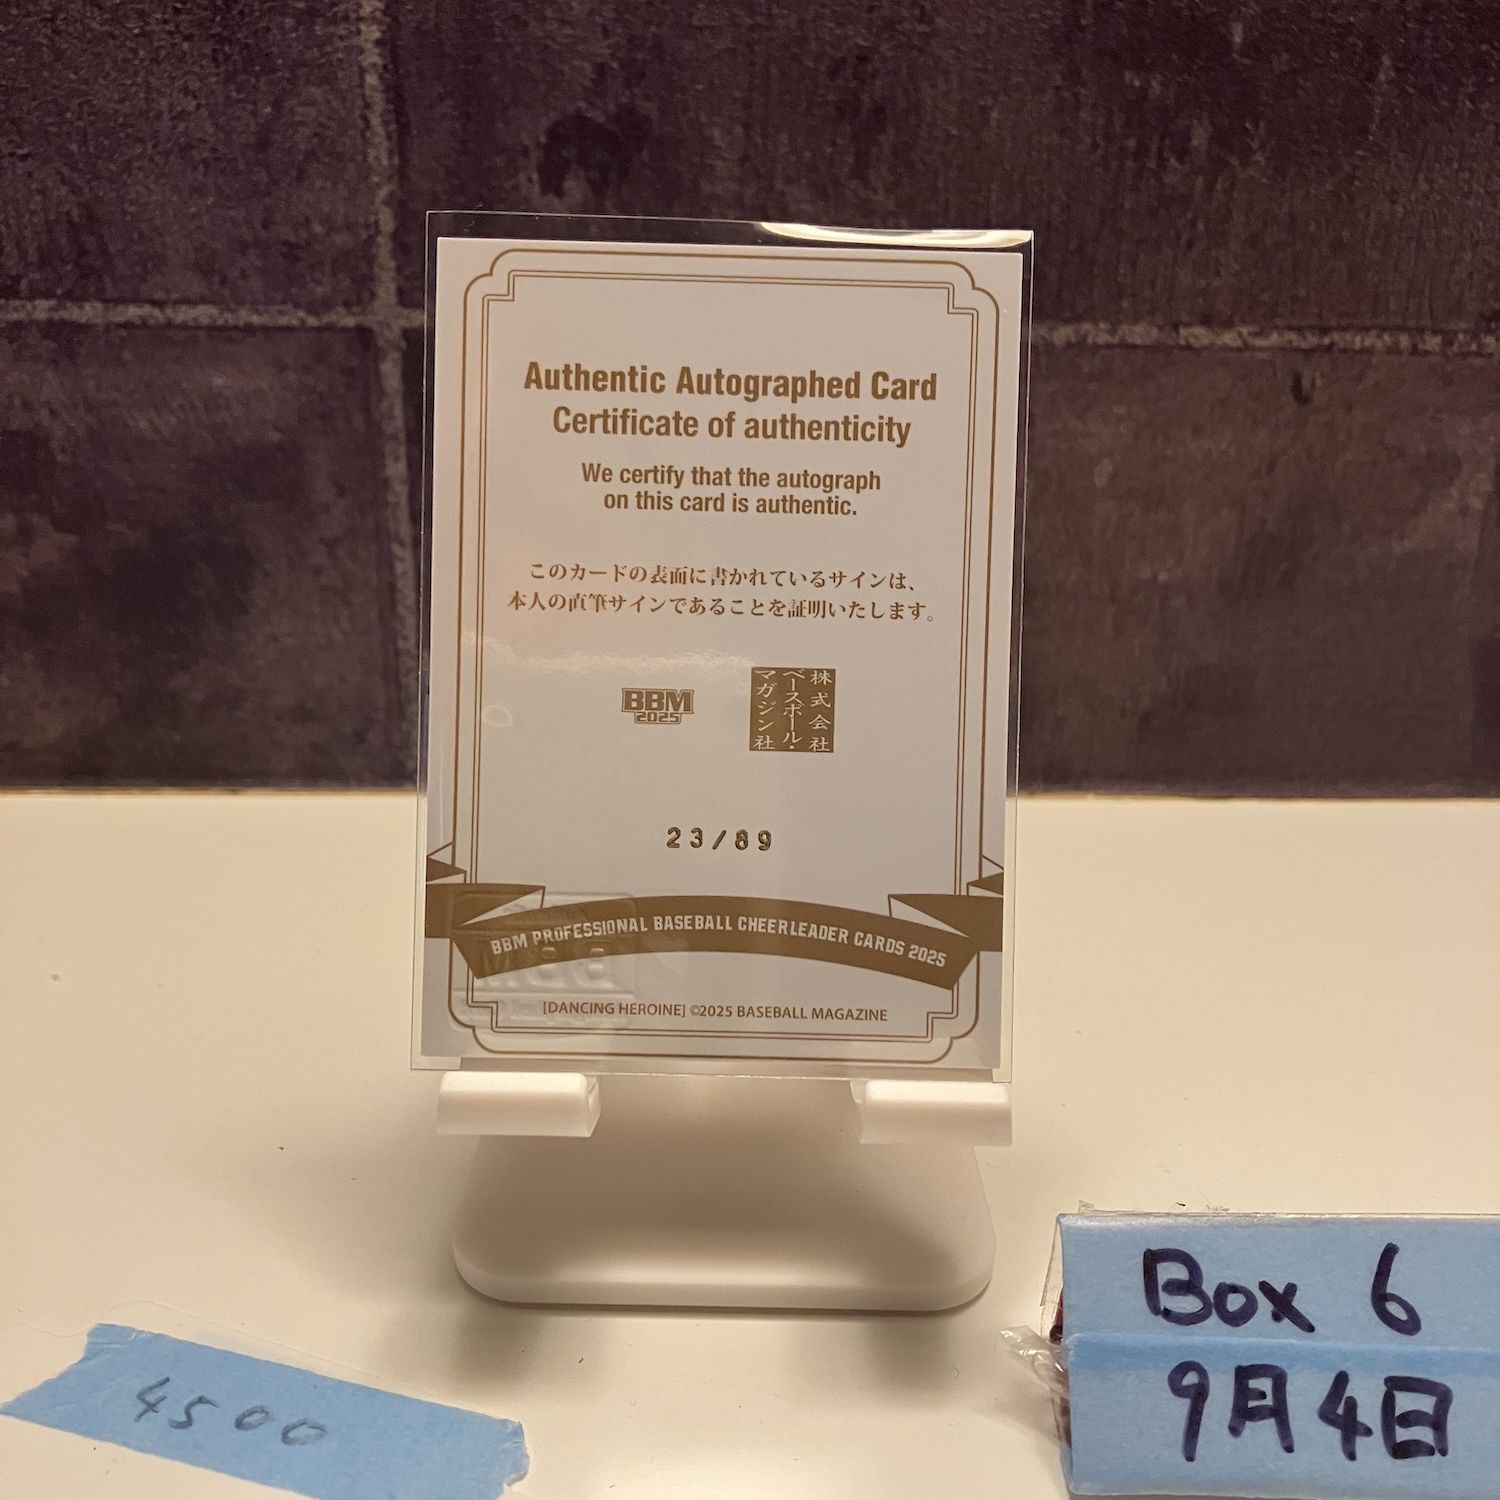 Authentic Autographed Card
Certificate of authenticity
We certify that the autograph
on this card is authentic.
このカードの表面に書かれているサインは、
本人の直筆サインであることを証明いたします。
BBM
2025
株式会社
ベースボール・
マガジン社
23/89
BBM PROFESSIONAL BASEBALL CHEERLEADER CARDS 2025
[DANCING HEROINE] ©2025 BASEBALL MAGAZINE
4500
Box 6
9月4日